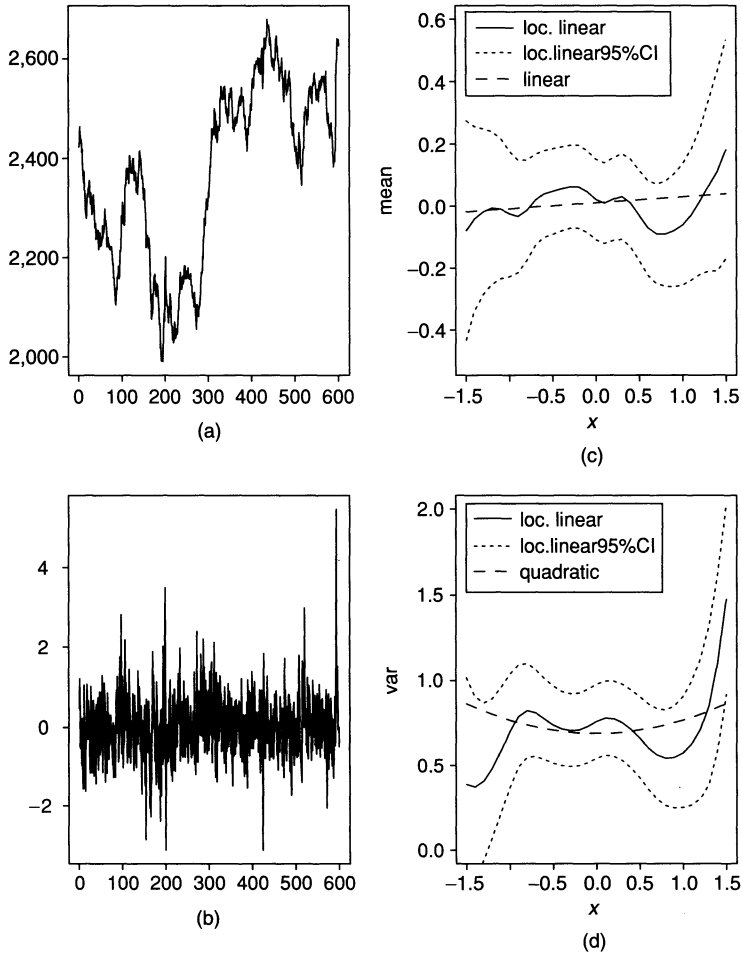 2,600
2,400
2,200
2,000
0 100 200 300 400 500 600
(a)
loc. linear
loc.linear95%CI
linear
mean
0.6
0.4
0.2
0.0
−0.2
−0.4
−1.5 −0.5 0.0 0.5 1.0 1.5
x
(c)
4
2
0
−2
0 100 200 300 400 500 600
(b)
loc. linear
loc.linear95%CI
quadratic
var
2.0
1.5
1.0
0.5
0.0
−1.5 −0.5 0.0 0.5 1.0 1.5
x
(d)